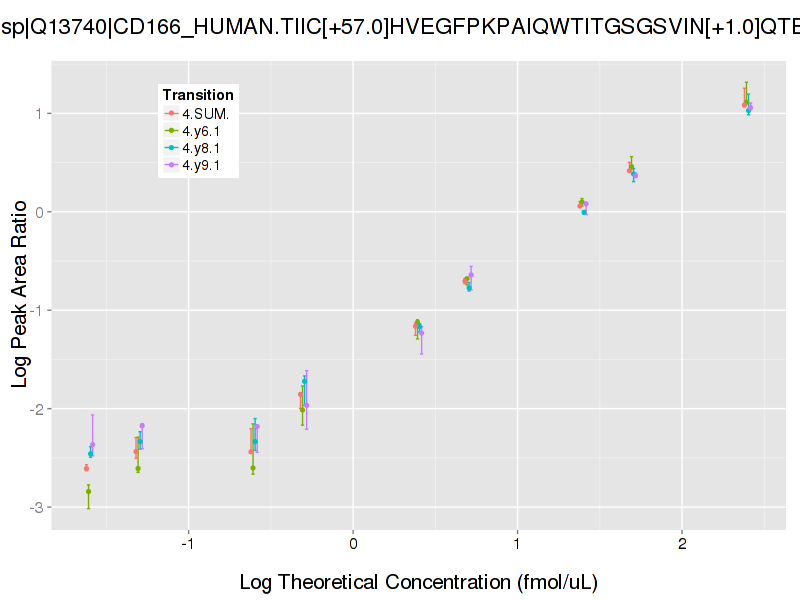 sp|Q13740|CD166_HUMAN.TIIC[+57.0]HVEGFPKPAIQWTITGSGSVIN[+1.0]QTE
Transition
4.SUM.
4.y6.1
4.y8.1
4.y9.1
Log Peak Area Ratio
1
0
-1
-2
-3
-1 0 1 2
Log Theoretical Concentration (fmol/uL)